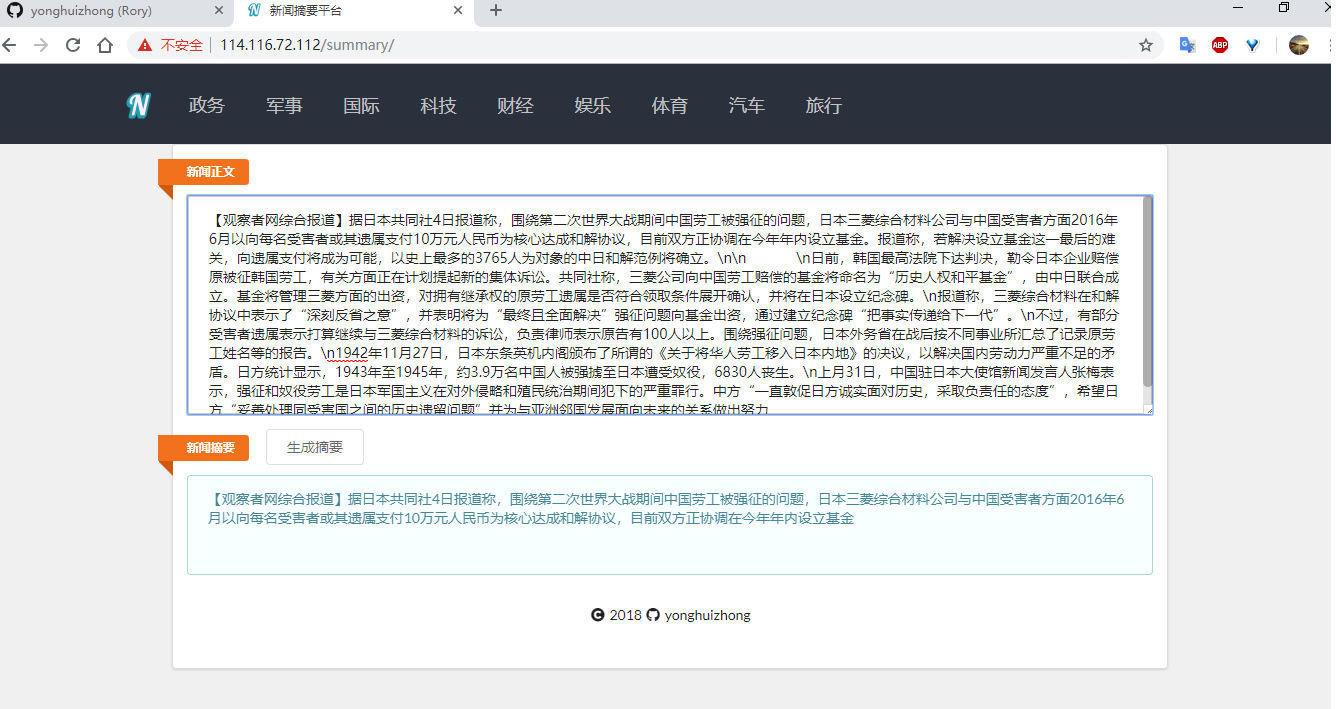 yonghuizhong (Rory)
新闻摘要平台
不安全
114.116.72.112/summary/
ABP
N 政务 军事 国际 科技 财经 娱乐 体育 汽车 旅行
新闻正文
【观察者网综合报道】据日本共同社4日报道称，围绕第二次世界大战期间中国劳工被强征的问题，日本三菱综合材料公司与中国受害者方面2016年
6月以向每名受害者或其遗属支付10万元人民币为核心达成和解协议，目前双方正协调在今年年内设立基金。报道称，若解决设立基金这一最后的难
关，向遗属支付将成为可能，以史上最多的3765人为对象的中日和解范例将确立。\n\n \n日前，韩国最高法院下达判决，勒令日本企业赔偿
原被征韩国劳工，有关方面正在计划提起新的集体诉讼。共同社称，三菱公司向中国劳工赔偿的基金将命名为“历史人权和平基金”，由中日联合成
立。基金将管理三菱方面的出资，对拥有继承权的原劳工遗属是否符合领取条件展开确认，并将在日本设立纪念碑。\n报道称，三菱综合材料在和解
协议中表示了“深刻反省之意”，并表明将为“最终且全面解决”强征问题向基金出资，通过建立纪念碑“把事实传递给下一代”。\n不过，有部分
受害者遗属表示打算继续与三菱综合材料的诉讼，负责律师表示原告有100人以上。围绕强征问题，日本外务省在战后按不同事业所汇总了记录原劳
工姓名等的报告。\n1942年11月27日，日本东条英机内阁颁布了所谓的《关于将华人劳工移入日本内地》的决议，以解决国内劳动力严重不足的矛
盾。日方统计显示，1943年至1945年，约3.9万名中国人被强掳至日本遭受奴役，6830人丧生。\n上月31日，中国驻日本大使馆新闻发言人张梅表
示，强征和奴役劳工是日本军国主义在对外侵略和殖民统治期间犯下的严重罪行。中方“一直敦促日方诚实面对历史，采取负责任的态度”，希望日
方“妥善处理同受害国之间的历史遗留问题”并为与亚洲邻国发展面向未来的关系做出努力
新闻摘要 生成摘要
【观察者网综合报道】据日本共同社4日报道称，围绕第二次世界大战期间中国劳工被强征的问题，日本三菱综合材料公司与中国受害者方面2016年6
月以向每名受害者或其遗属支付10万元人民币为核心达成和解协议，目前双方正协调在今年年内设立基金
© 2018 yonghuizhong